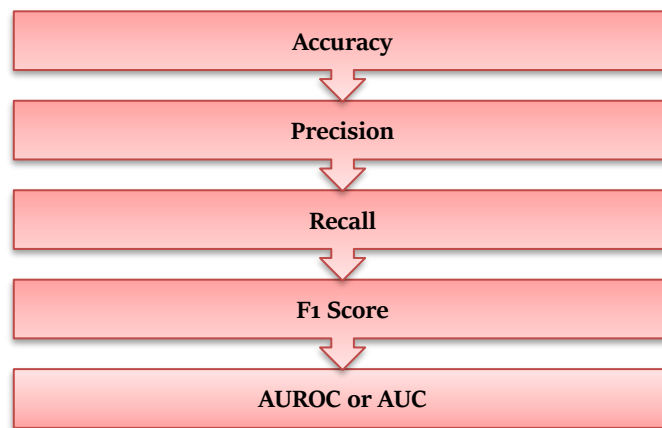 Accuracy
Precision
Recall
F1 Score
AUROC or AUC